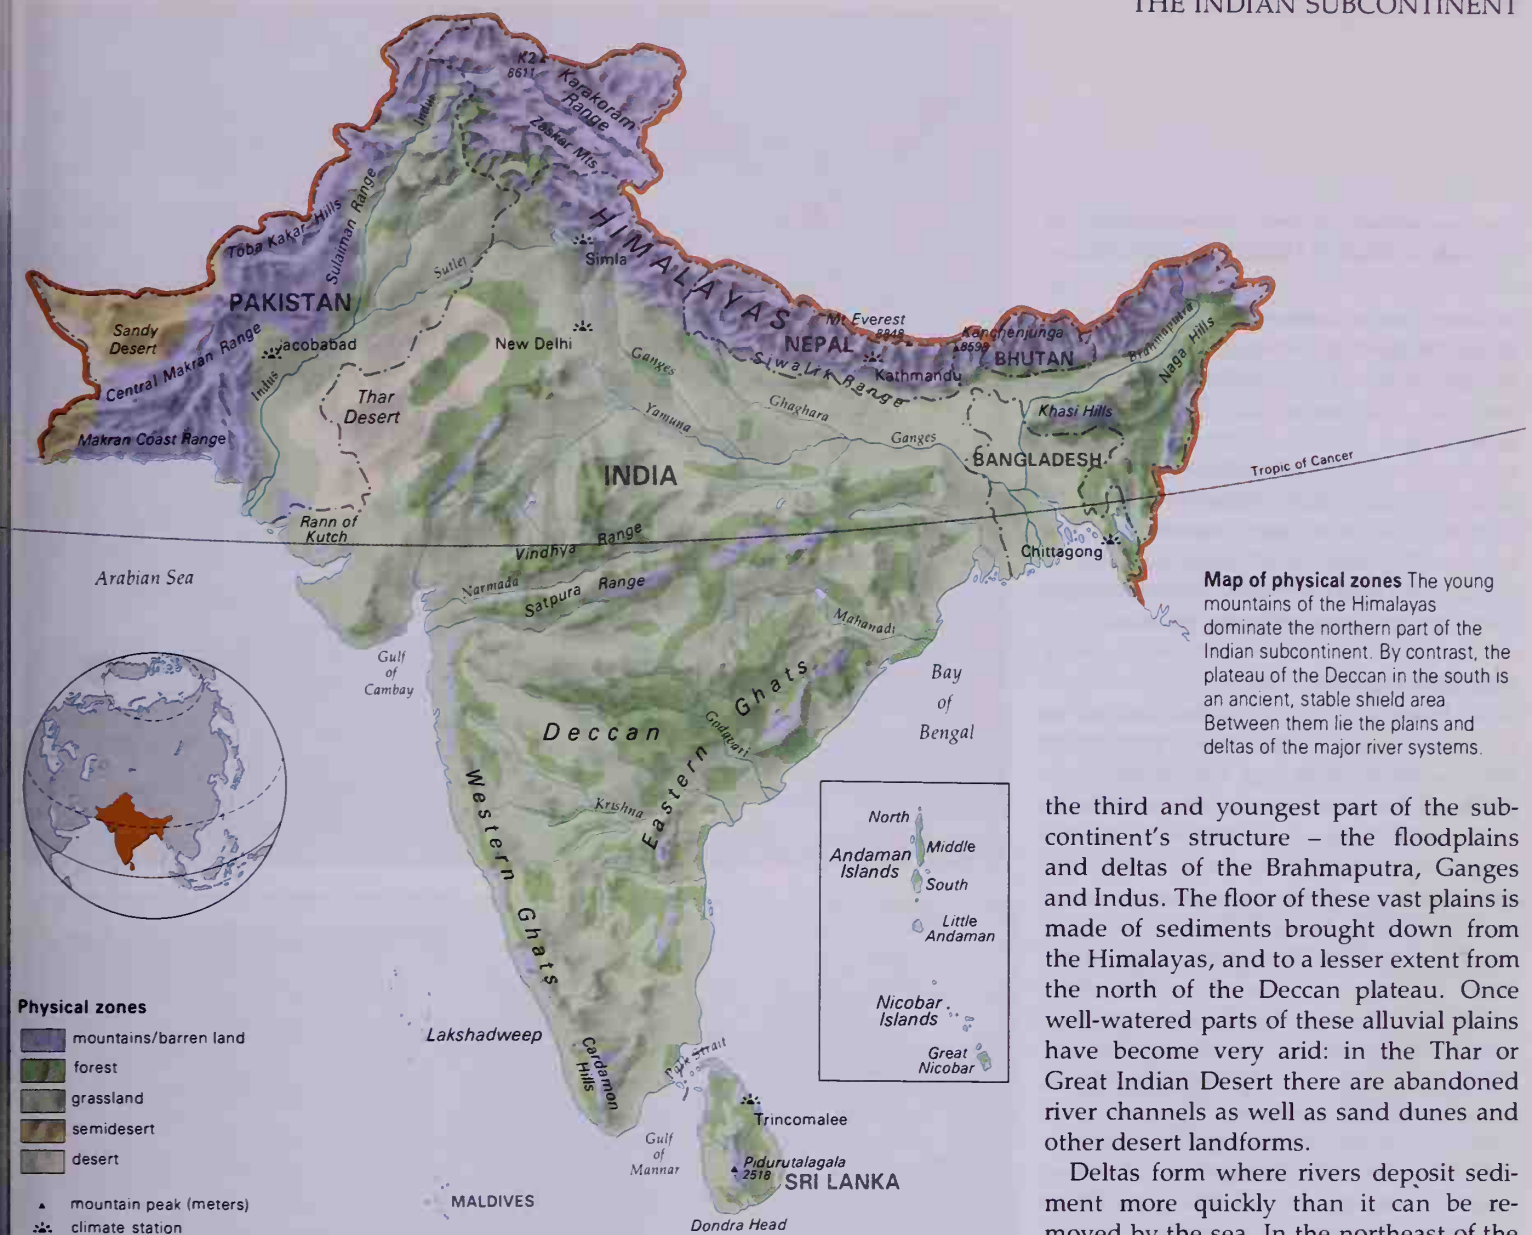 THE INDIAN SUBCONTINENT
K2
8611
Karakoram
Range
Zaskar Mts.
Indus
Toba Kakar Hills
Sulaiman Range
HIMALAYAS
Simla
Sutlej
PAKISTAN
Sandy
Desert
Central Makran Range
Jacobabad
New Delhi
Ganges
Mt Everest
8848
NEPAL
Kanchenjunga
8598
BHUTAN
Brahmaputra
Naga Hills
Siwalik Range
Kathmandu
Indus
Thar
Desert
Yamuna
Ghaghara
Ganges
Khasi Hills
Makran Coast Range
INDIA
BANGLADESH
Tropic of Cancer
Rann of
Kutch
Vindhya Range
Chittagong
Arabian Sea
Narmada
Satpura Range
Mahanadi
Gulf
of
Cambay
Bay
of
Bengal
Deccan
Godavari
Eastern Ghats
Western Ghats
Krishna
North
Middle
Andaman
Islands
South
Little
Andaman
Nicobar
Islands
Great
Nicobar
Lakshadweep
Cardamon
Hills
Palk Strait
Trincomalee
Gulf
of
Mannar
Pidurutalagala
2518
SRI LANKA
MALDIVES
Dondra Head
Physical zones
mountains/barren land
forest
grassland
semidesert
desert
mountain peak (meters)
climate station
Map of physical zones The young
mountains of the Himalayas
dominate the northern part of the
Indian subcontinent. By contrast, the
plateau of the Deccan in the south is
an ancient, stable shield area
Between them lie the plains and
deltas of the major river systems.
the third and youngest part of the sub-
continent's structure – the floodplains
and deltas of the Brahmaputra, Ganges
and Indus. The floor of these vast plains is
made of sediments brought down from
the Himalayas, and to a lesser extent from
the north of the Deccan plateau. Once
well-watered parts of these alluvial plains
have become very arid: in the Thar or
Great Indian Desert there are abandoned
river channels as well as sand dunes and
other desert landforms.
Deltas form where rivers deposit sedi-
ment more quickly than it can be re-
moved by the sea. In the northeast of the